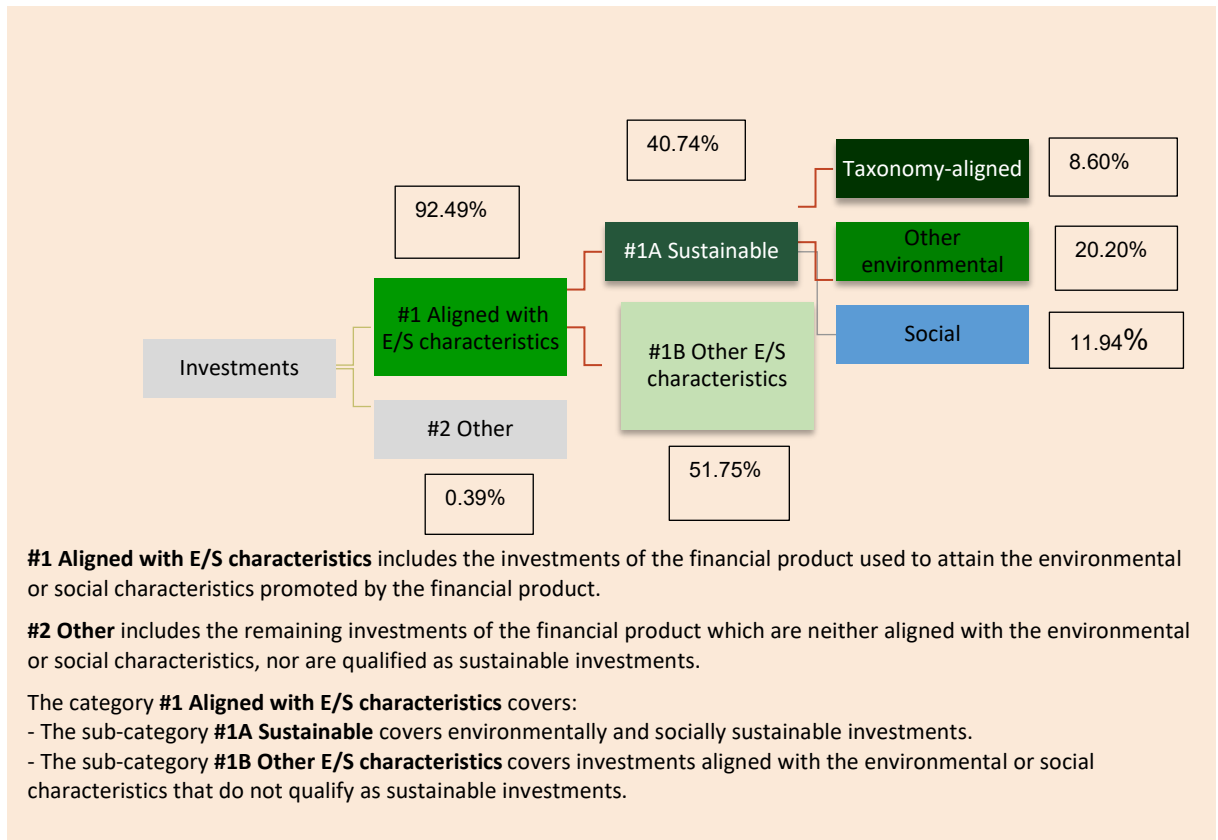 40.74%
Taxonomy-aligned
8.60%
92.49%
#1A Sustainable
Other
environmental
20.20%
#1 Aligned with
E/S characteristics
Social
11.94%
Investments
#1B Other E/S
characteristics
#2 Other
0.39%
51.75%
#1 Aligned with E/S characteristics includes the investments of the financial product used to attain the environmental
or social characteristics promoted by the financial product.
#2 Other includes the remaining investments of the financial product which are neither aligned with the environmental
or social characteristics, nor are qualified as sustainable investments.
The category #1 Aligned with E/S characteristics covers:
- The sub-category #1A Sustainable covers environmentally and socially sustainable investments.
- The sub-category #1B Other E/S characteristics covers investments aligned with the environmental or social
characteristics that do not qualify as sustainable investments.